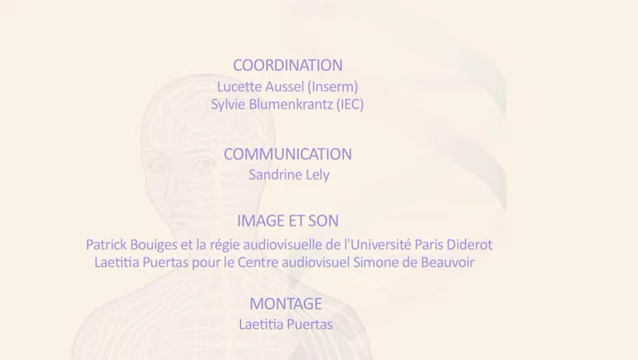 COORDINATION
Lucette Aussel (Inserm)
Sylvie Blumenkrantz (IEC)
COMMUNICATION
Sandrine Lely
IMAGE ET SON
Patrick Bouiges et la régie audiovisuelle de l'Université Paris Diderot
Laetitia Puertas pour le Centre audiovisuel Simone de Beauvoir
MONTAGE
Laetitia Puertas